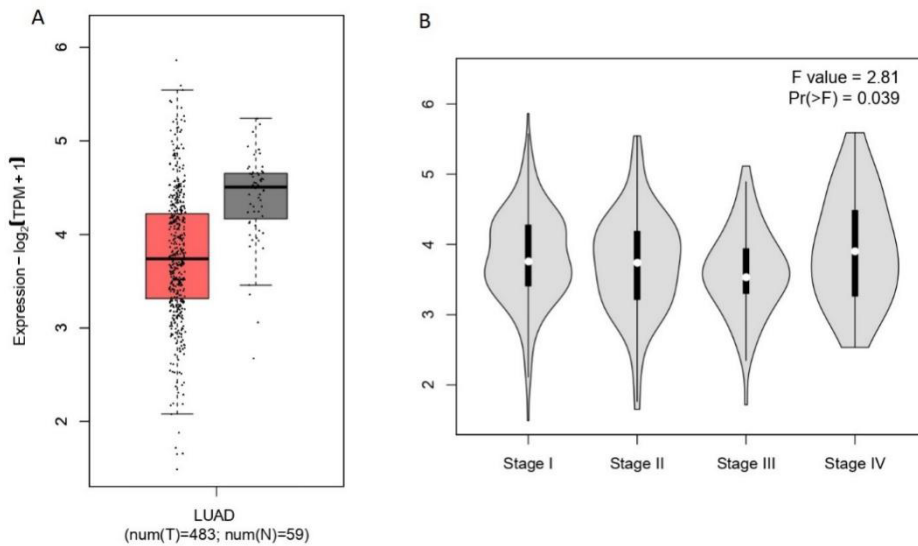 A
6
5
4
3
2
Expression – log₂(TPM + 1)
LUAD
(num(T)=483; num(N)=59)
B
F value = 2.81
Pr(>F) = 0.039
6
5
4
3
2
Stage I
Stage II
Stage III
Stage IV